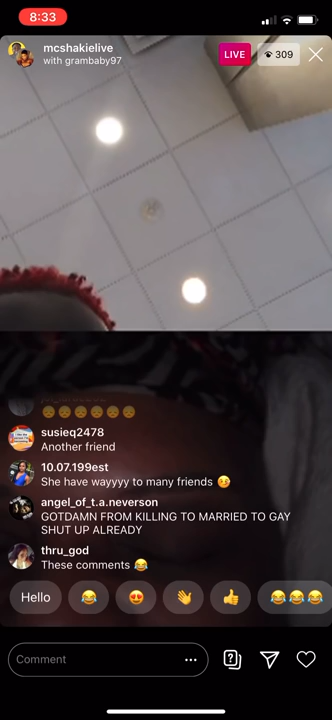 8:33
mcshakielive
with grambaby97
LIVE
309
😔😔😔😔😔😔
susieq2478
Another friend
10.07.199est
She have wayyyy to many friends 🤨
angel_of_t.a.neverson
GOTDAMN FROM KILLING TO MARRIED TO GAY
SHUT UP ALREADY
thru_god
These comments 😂
Hello 😂 😍 👋 👍 😂😂😂
Comment